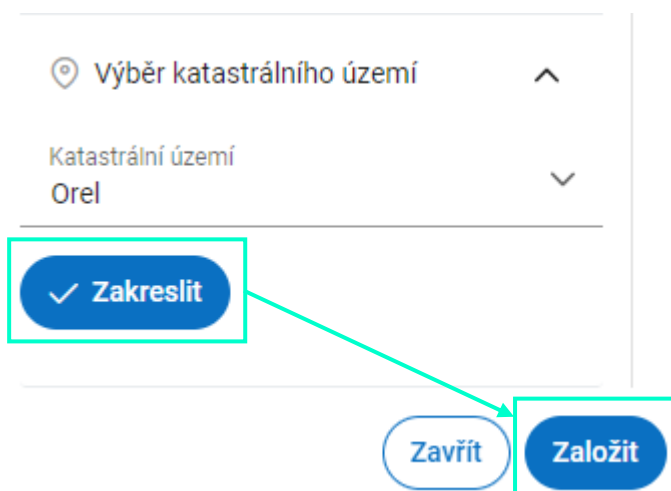 Výběr katastrálního území
Katastrální území
Orel
Zakreslit
Zavřít
Založit